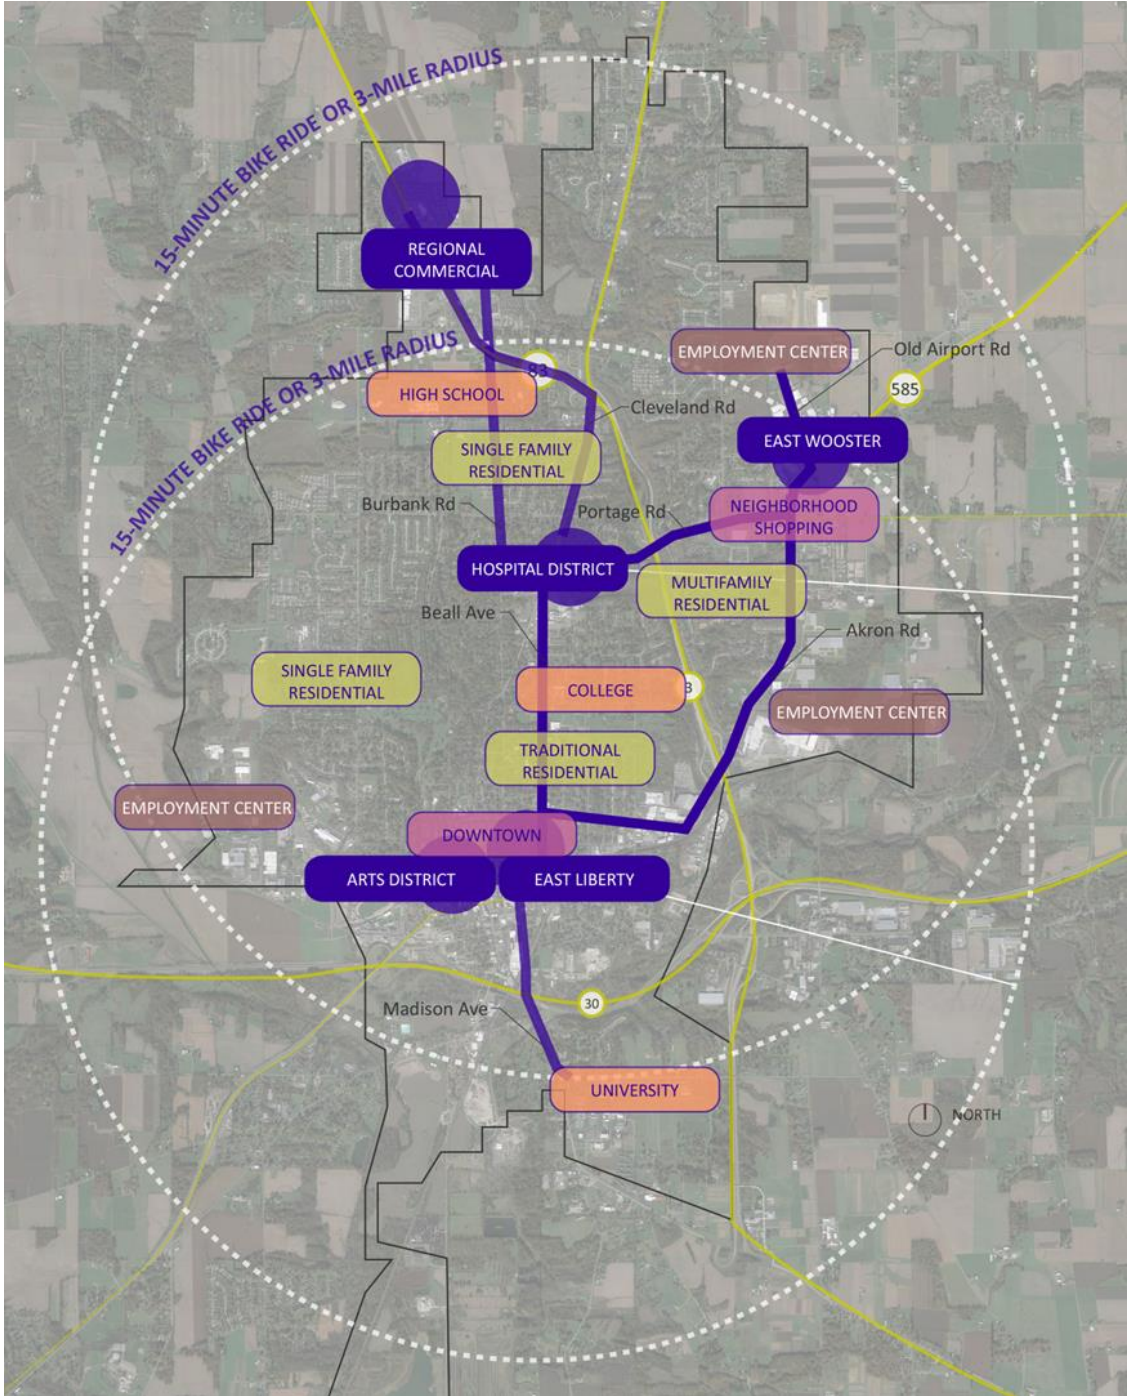 15-MINUTE BIKE RIDE OR 3-MILE RADIUS
REGIONAL
COMMERCIAL
15-MINUTE BIKE RIDE OR 3-MILE RADIUS
EMPLOYMENT CENTER
Old Airport Rd
83
585
HIGH SCHOOL
Cleveland Rd
EAST WOOSTER
SINGLE FAMILY
RESIDENTIAL
Burbank Rd
Portage Rd
NEIGHBORHOOD
SHOPPING
HOSPITAL DISTRICT
MULTIFAMILY
RESIDENTIAL
Beall Ave
Akron Rd
SINGLE FAMILY
RESIDENTIAL
COLLEGE
3
EMPLOYMENT CENTER
TRADITIONAL
RESIDENTIAL
EMPLOYMENT CENTER
DOWNTOWN
ARTS DISTRICT
EAST LIBERTY
30
Madison Ave
UNIVERSITY
NORTH